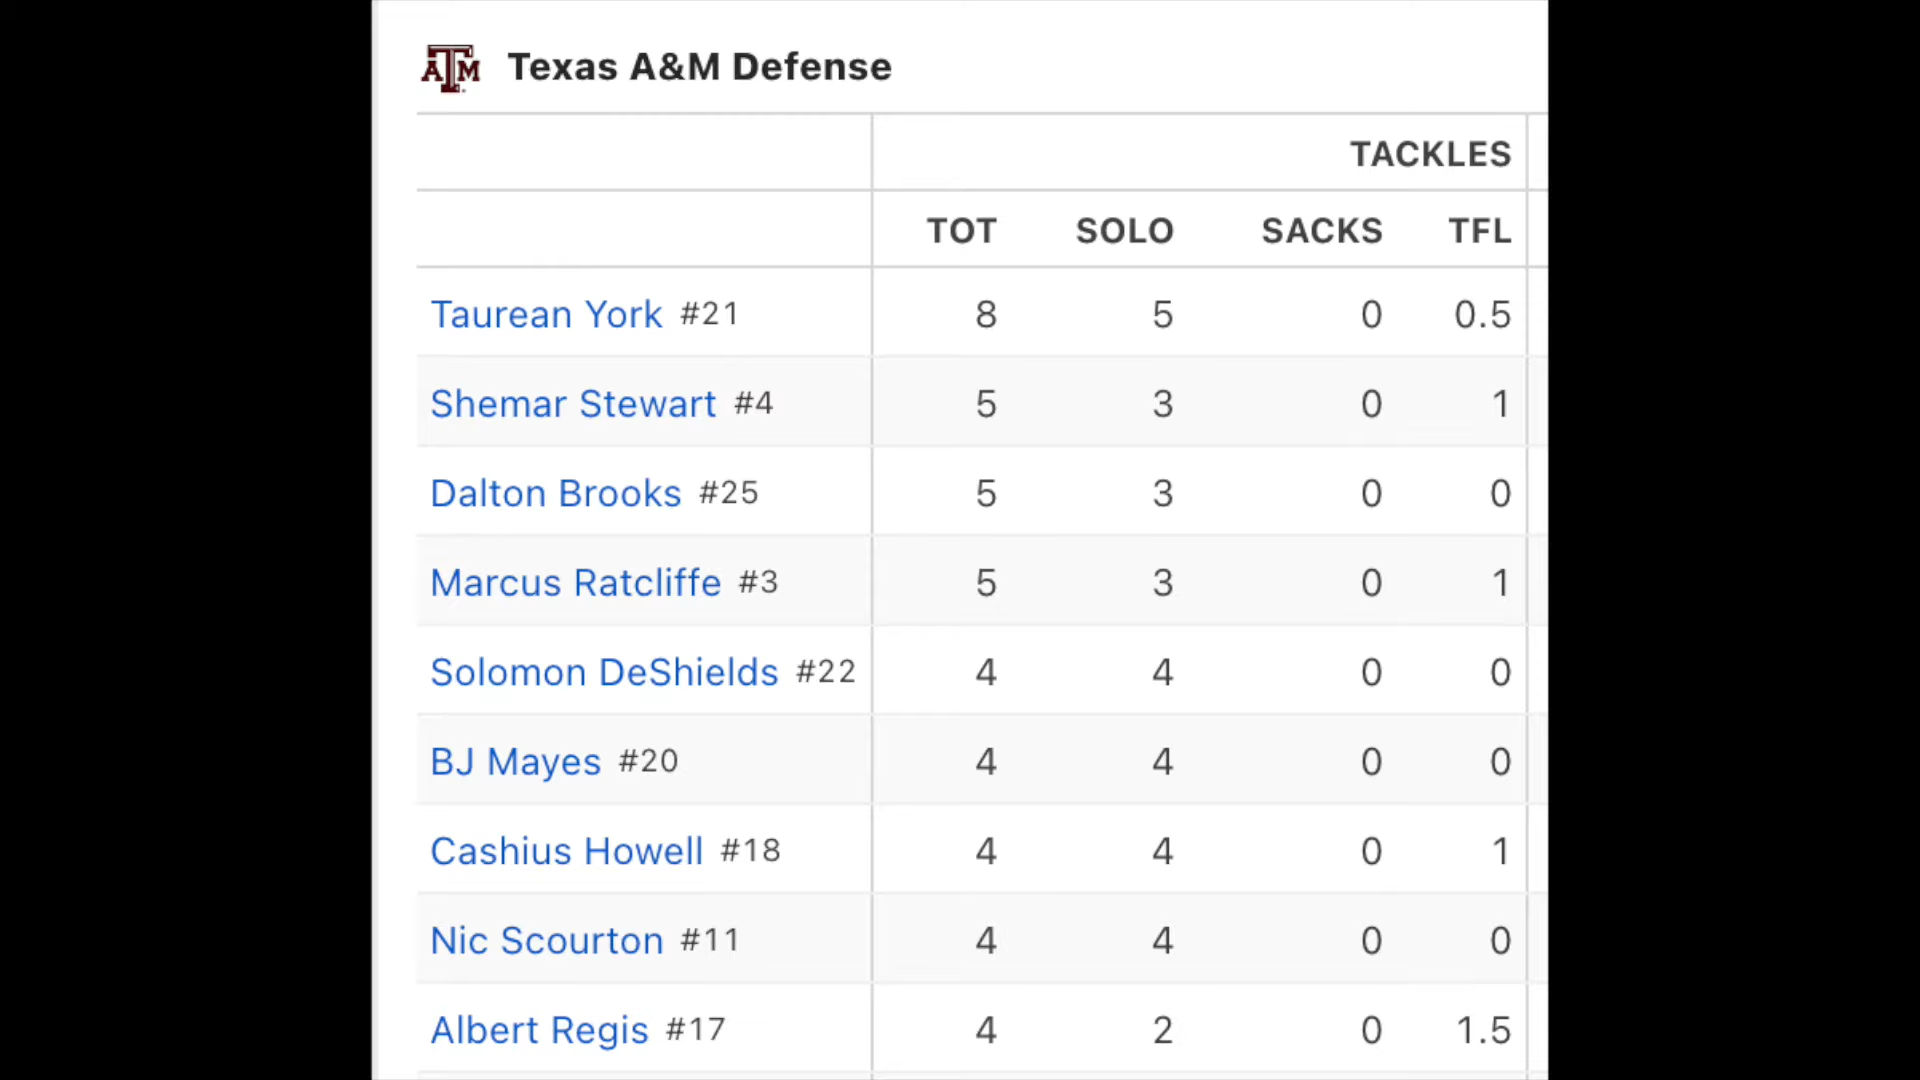 ATM Texas A&M Defense
TACKLES
TOT SOLO SACKS TFL
Taurean York #21 8 5 0 0.5
Shemar Stewart #4 5 3 0 1
Dalton Brooks #25 5 3 0 0
Marcus Ratcliffe #3 5 3 0 1
Solomon DeShields #22 4 4 0 0
BJ Mayes #20 4 4 0 0
Cashius Howell #18 4 4 0 1
Nic Scourton #11 4 4 0 0
Albert Regis #17 4 2 0 1.5